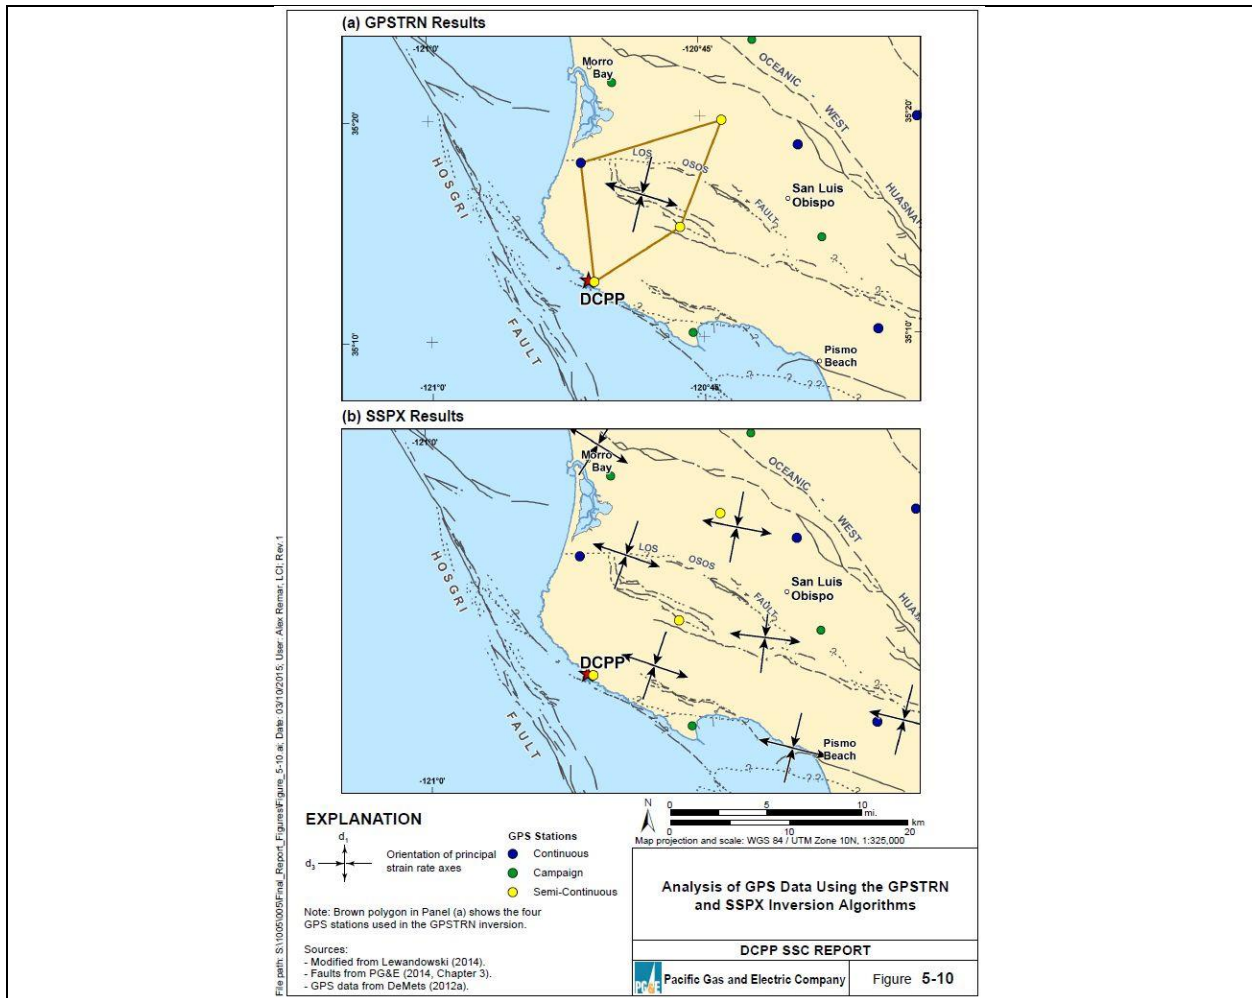 (a) GPSTRN Results
-121°0'
-120°45'
Morro
Bay
OCEANIC
WEST
HUASNA
35°20'
35°20'
LOS
OSOS
FAULT
San Luis
Obispo
HOSGRI
FAULT
DCPP
?
?
?
?
?
?
? ?
35°10'
35°10'
Pismo
Beach
-121°0'
-120°45'
(b) SSPX Results
-121°0'
Morro
Bay
OCEANIC
WEST
HUA
LOS
OSOS
FAULT
San Luis
Obispo
HOSGRI
FAULT
DCPP
?
?
?
?
?
?
? ?
Pismo
Beach
-121°0'
File path: S:\1005\005\Final_Report_Figures\Figure_5-10.ai; Date: 03/10/2015; User: Alex Remar, LCI; Rev.1
EXPLANATION
d1
d3
Orientation of principal
strain rate axes
GPS Stations
Continuous
Campaign
Semi-Continuous
Note: Brown polygon in Panel (a) shows the four
GPS stations used in the GPSTRN inversion.
Sources:
- Modified from Lewandowski (2014).
- Faults from PG&E (2014, Chapter 3).
- GPS data from DeMets (2012a).
N
0 5 10
mi.
km
0 10 20
Map projection and scale: WGS 84 / UTM Zone 10N, 1:325,000
Analysis of GPS Data Using the GPSTRN
and SSPX Inversion Algorithms
DCPP SSC REPORT
PG&E
Pacific Gas and Electric Company
Figure 5-10